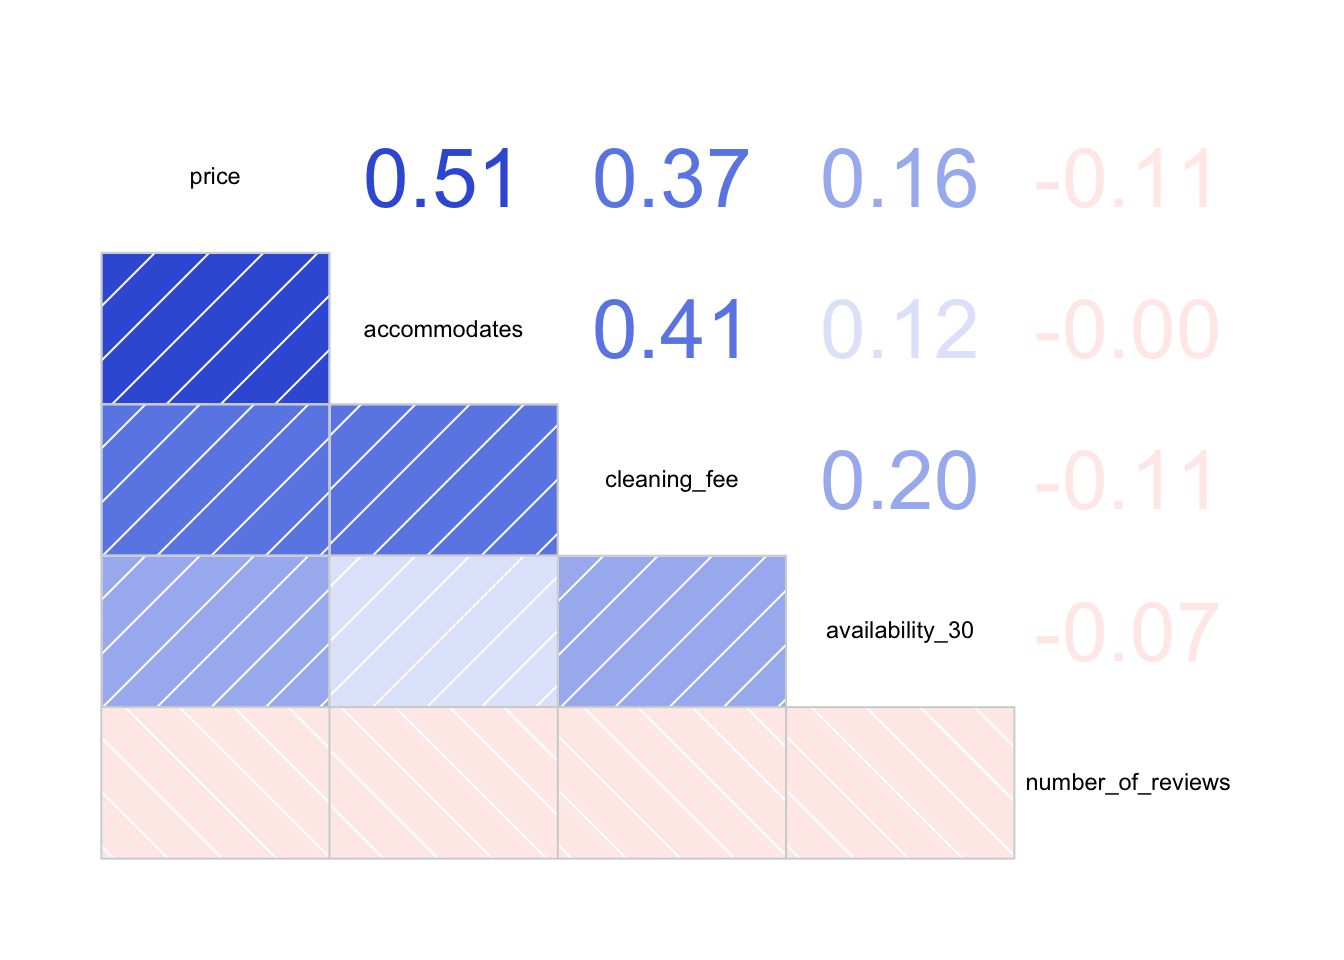 price 0.51 0.37 0.16 -0.11
accommodates 0.41 0.12 -0.00
cleaning_fee 0.20 -0.11
availability_30 -0.07
number_of_reviews